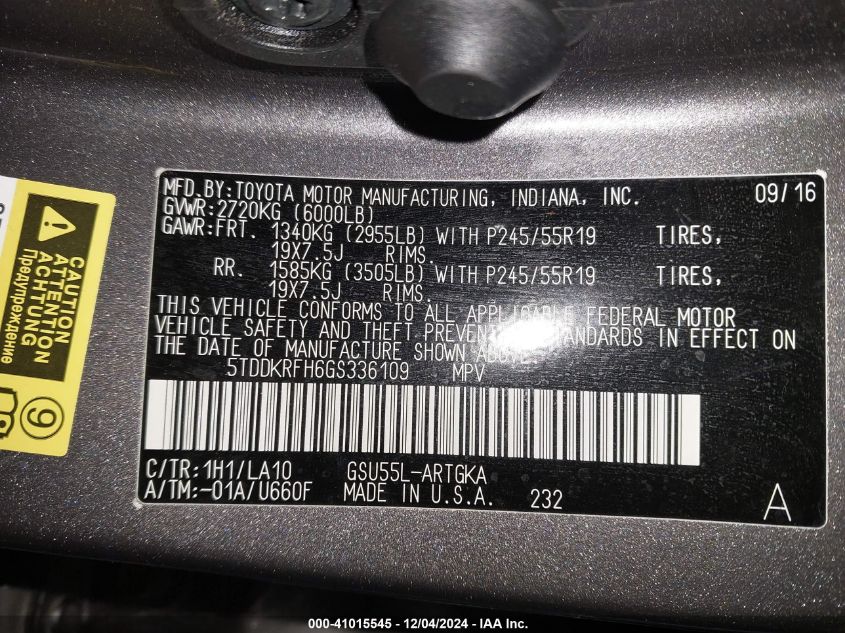 MFD.BY:TOYOTA MOTOR MANUFACTURING, INDIANA, INC. 09/16
GVWR:2720KG (6000LB)
GAWR:FRT. 1340KG (2955LB) WITH P245/55R19 TIRES,
19X7.5J RIMS.
RR. 1585KG (3505LB) WITH P245/55R19 TIRES,
19X7.5J RIMS.
THIS VEHICLE CONFORMS TO ALL APPLICABLE FEDERAL MOTOR
VEHICLE SAFETY AND THEFT PREVENTION STANDARDS IN EFFECT ON
THE DATE OF MANUFACTURE SHOWN ABOVE.
5TDDKRFH6GS336109 MPV
C/TR:1H1/LA10 GSU55L-ARTGKA
A/TM:-01A/U660F MADE IN U.S.A. 232 A
CAUTION
ATTENTION
ACHTUNG
Предупреждение
9
000-41015545 - 12/04/2024 - IAA Inc.